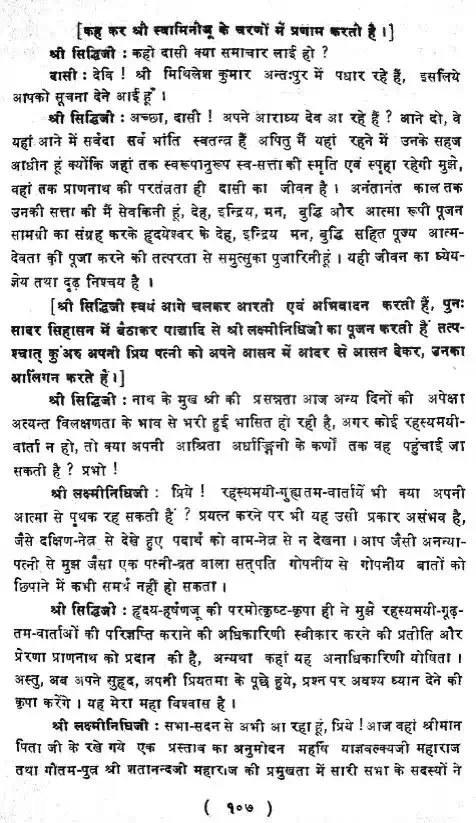 [कह कर श्री स्वामिनीजू के चरणों में प्रणाम करती है।]
श्री सिद्धिजी : कहो दासी क्या समाचार लाई हो ?
दासी : देवि ! श्री मिथिलेश कुमार अन्तःपुर में पधार रहे हैं, इसलिये
आपको सूचना देने आई हूँ ।
श्री सिद्धिजी : अच्छा, दासी ! अपने आराध्य देव आ रहे हैं ? आने दो, वे
यहां आने में सर्वदा सर्व भांति स्वतन्त्र हैं अपितु मैं यहां रहने में उनके सहज
आधीन हूं क्योंकि जहां तक स्वरूपानुरूप स्व-सत्ता की स्मृति एवं स्पृहा रहेगी मुझे,
वहां तक प्राणनाथ की परतंत्रता ही दासी का जीवन है । अनंतानंत काल तक
उनकी सत्ता की मैं सेवकिनी हूं, देह, इन्द्रिय, मन, बुद्धि और आत्मा रूपी पूजन
सामग्री का संग्रह करके हृदयेश्वर के देह, इन्द्रिय मन, बुद्धि सहित पूज्य आत्म-
देवता की पूजा करने की तत्परता से समुत्सुका पुजारिनी हूं । यही जीवन का ध्येय-
ज्ञेय तथा दृढ़ निश्चय है ।
[श्री सिद्धिजी स्वयं आगे चलकर आरती एवं अभिवादन करती हैं, पुनः
सादर सिहासन में बैठाकर पाद्यादि से श्री लक्ष्मीनिधिजी का पूजन करती हैं तत्प-
श्चात् कुँअर अपनी प्रिय पत्नी को अपने आसन में आदर से आसन देकर, उनका
आलिगन करते हैं।]
श्री सिद्धिजी : नाथ के मुख श्री की प्रसन्नता आज अन्य दिनों की अपेक्षा
अत्यन्त विलक्षणता के भाव से भरी हुई भासित हो रही है, अगर कोई रहस्यमयी-
वार्ता न हो, तो क्या अपनी आश्रिता अर्धाङ्गिनी के कर्णों तक वह पहुंचाई जा
सकती है ? प्रभो !
श्री लक्ष्मीनिधिजी : प्रिये ! रहस्यमयी-गुह्यतम-वार्तायें भी क्या अपनी
आत्मा से पृथक रह सकती हैं ? प्रयत्न करने पर भी यह उसी प्रकार असंभव है,
जैसे दक्षिण-नेत्र से देखे हुए पदार्थ को वाम-नेत्र से न देखना । आप जैसी अनन्या-
पत्नी से मुझ जैसा एक पत्नी-व्रत वाला सत्पति गोपनीय से गोपनीय बातों को
छिपाने में कभी समर्थ नहीं हो सकता ।
श्री सिद्धिजी : हृदय-हर्षणजू की परमोत्कृष्ट-कृपा ही ने मुझे रहस्यमयी-गूढ़-
तम-वार्ताओं की परिज्ञप्ति कराने की अधिकारिणी स्वीकार करने की प्रतीति और
प्रेरणा प्राणनाथ को प्रदान की है, अन्यथा कहां यह अनाधिकारिणी योषिता ।
अस्तु, अब अपने सुहृद, अपनी प्रियतमा के पूछे हुये, प्रश्न पर अवश्य ध्यान देने की
कृपा करेंगे । यह मेरा महा विश्वास है ।
श्री लक्ष्मीनिधिजी : सभा-सदन से अभी आ रहा हूं, प्रिये ! आज वहां श्रीमान
पिता जी के रखे गये एक प्रस्ताव का अनुमोदन महर्षि याज्ञवल्क्यजी महाराज
तथा गौतम-पुत्र श्री शतानन्दजी महाराज की प्रमुखता में सारी सभा के सदस्यों ने
( १०७ )